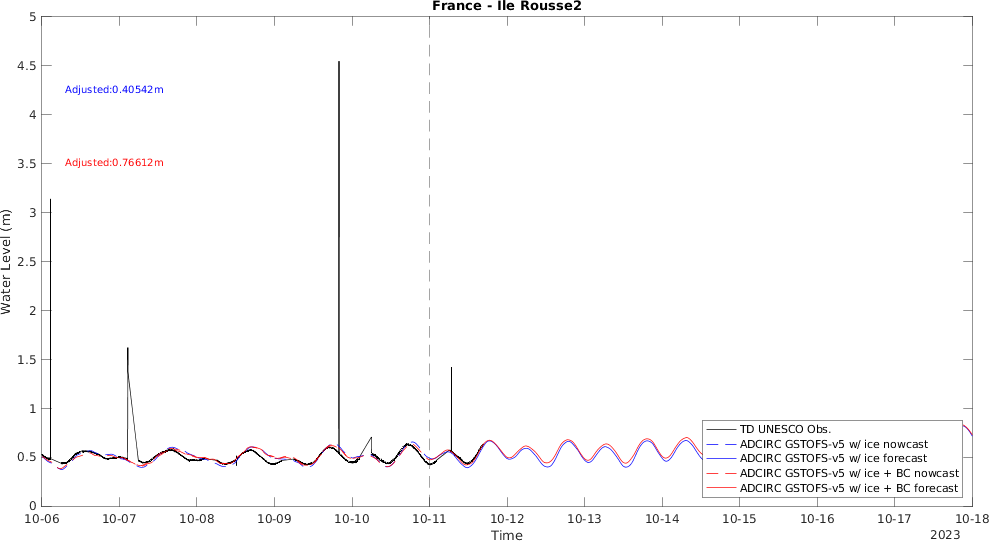 France - Ile Rousse2
5
4.5
4
3.5
3
2.5
2
1.5
1
0.5
0
Water Level (m)
Adjusted:0.40542m
Adjusted:0.76612m
TD UNESCO Obs.
ADCIRC GSTOFS-v5 w/ ice nowcast
ADCIRC GSTOFS-v5 w/ ice forecast
ADCIRC GSTOFS-v5 w/ ice + BC nowcast
ADCIRC GSTOFS-v5 w/ ice + BC forecast
10-06 10-07 10-08 10-09 10-10 10-11 10-12 10-13 10-14 10-15 10-16 10-17 10-18
Time
2023